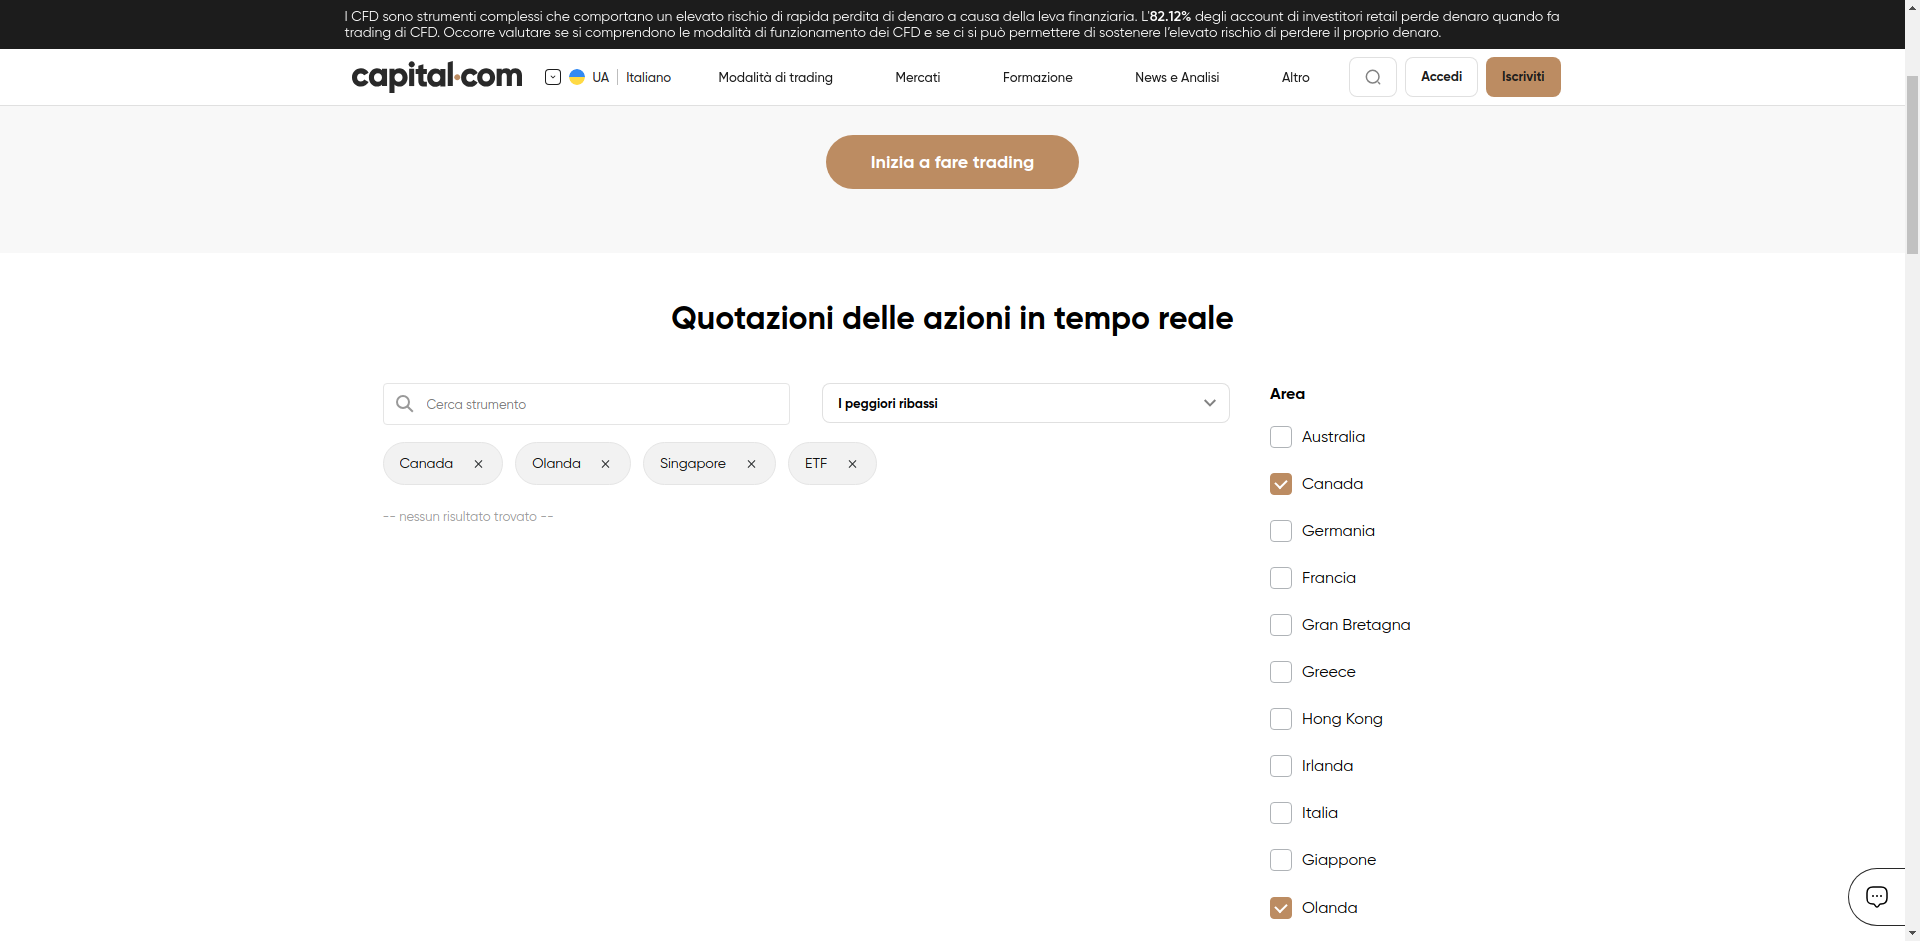 I CFD sono strumenti complessi che comportano un elevato rischio di rapida perdita di denaro a causa della leva finanziaria. L'82.12% degli account di investitori retail perde denaro quando fa
trading di CFD. Occorre valutare se si comprendono le modalità di funzionamento dei CFD e se ci si può permettere di sostenere l'elevato rischio di perdere il proprio denaro.
capital.com UA Italiano Modalità di trading Mercati Formazione News e Analisi Altro Accedi Iscriviti
Inizia a fare trading
Quotazioni delle azioni in tempo reale
Cerca strumento
I peggiori ribassi
Canada Olanda Singapore ETF
-- nessun risultato trovato --
Area
Australia
Canada
Germania
Francia
Gran Bretagna
Greece
Hong Kong
Irlanda
Italia
Giappone
Olanda